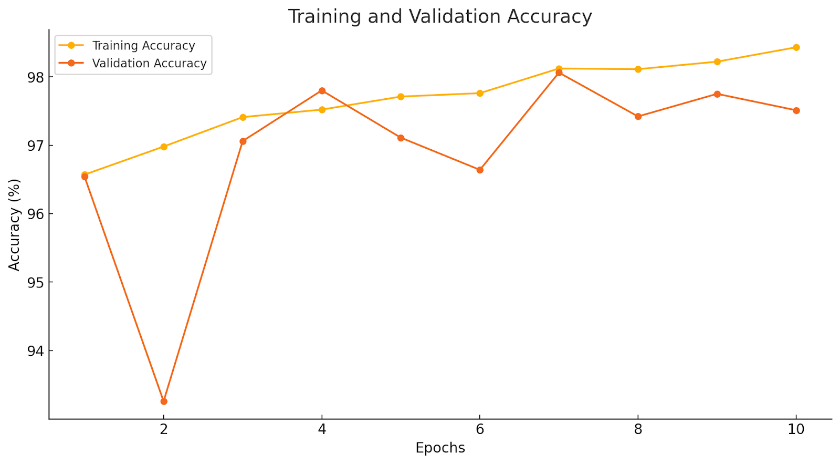 Training and Validation Accuracy
Training Accuracy
Validation Accuracy
Accuracy (%)
98
97
96
95
94
2 4 6 8 10
Epochs